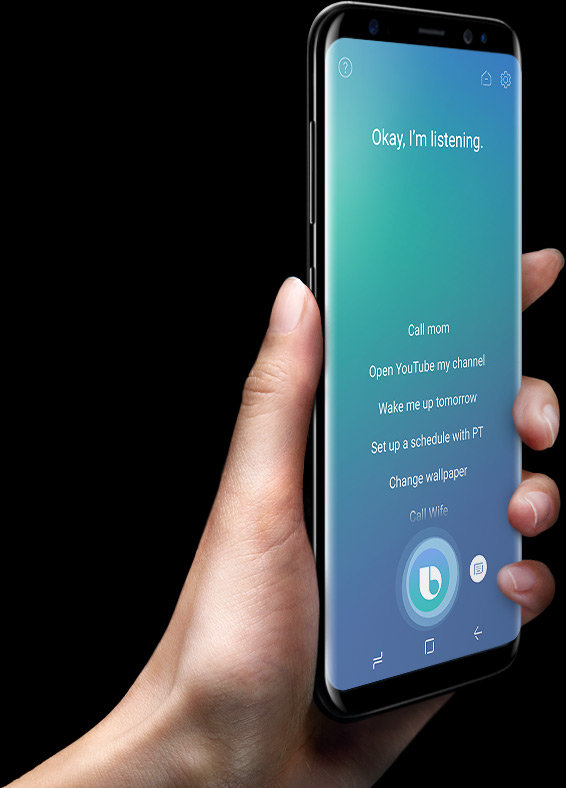 Okay, I'm listening.
Call mom
Open YouTube my channel
Wake me up tomorrow
Set up a schedule with PT
Change wallpaper
Call Wife